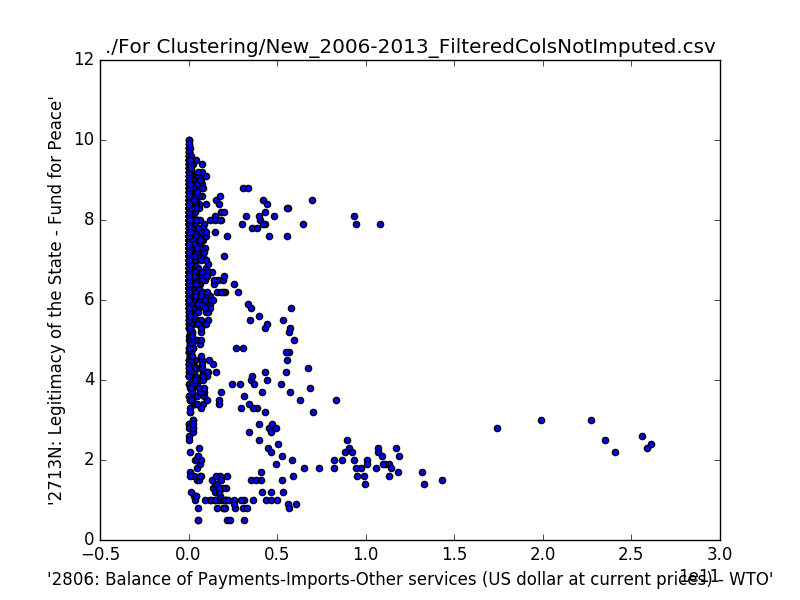 ./For Clustering/New_2006-2013_FilteredColsNotImputed.csv
12
10
8
6
4
2
0
'2713N: Legitimacy of the State - Fund for Peace'
−0.5 0.0 0.5 1.0 1.5 2.0 2.5 3.0
1e11
'2806: Balance of Payments-Imports-Other services (US dollar at current prices) - WTO'